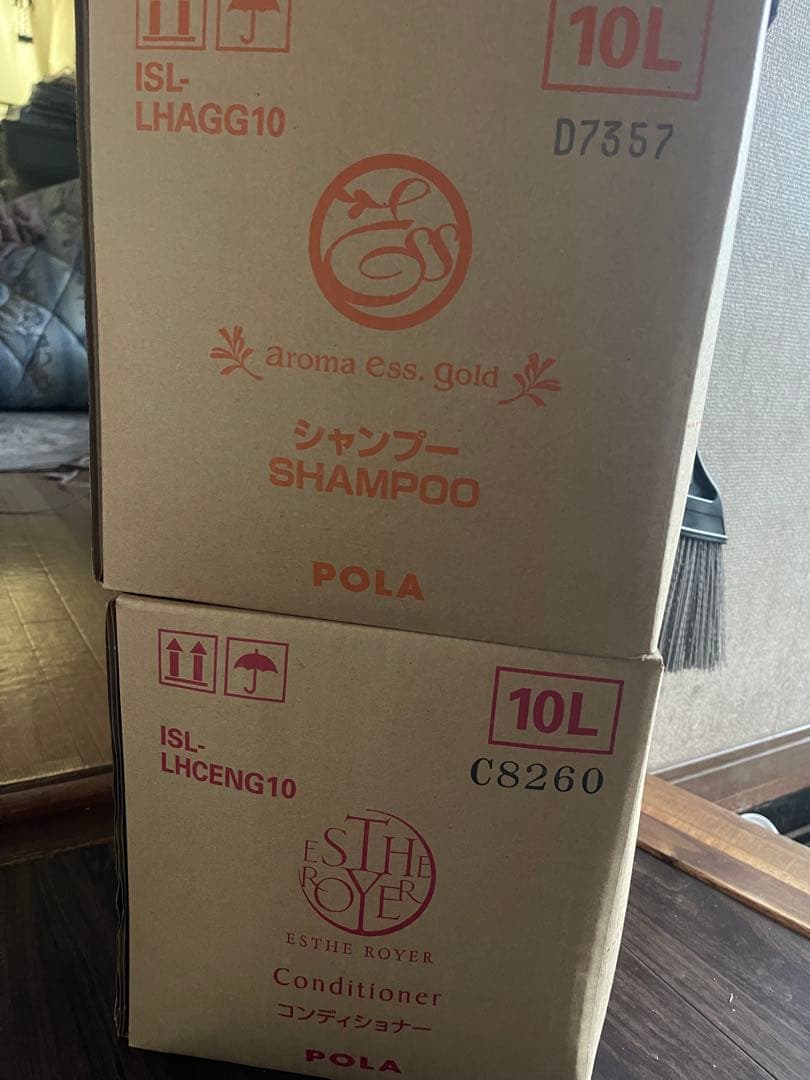 10L
ISL-
LHAGG10
D7357
Ess
aroma ess. gold
シャンプー
SHAMPOO
POLA
10L
ISL-
LHCENG10
C8260
ESTHE
ROYER
ESTHE ROYER
Conditioner
コンディショナー
POLA